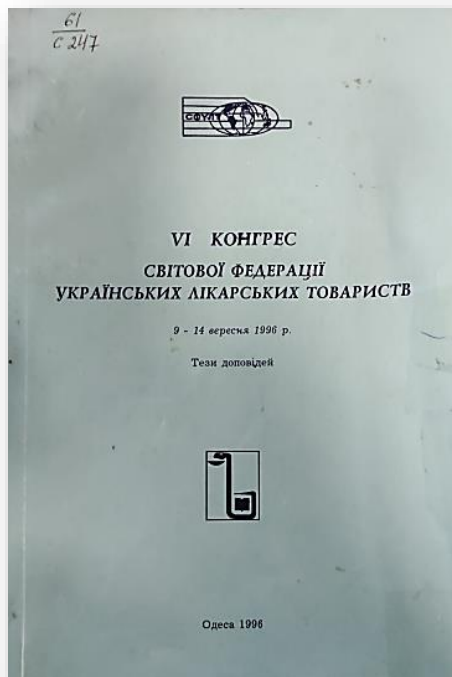 61
С 247
СФУЛТ
VI КОНГРЕС
СВІТОВОЇ ФЕДЕРАЦІЇ
УКРАЇНСЬКИХ ЛІКАРСЬКИХ ТОВАРИСТВ
9 - 14 вересня 1996 р.
Тези доповідей
Одеса 1996